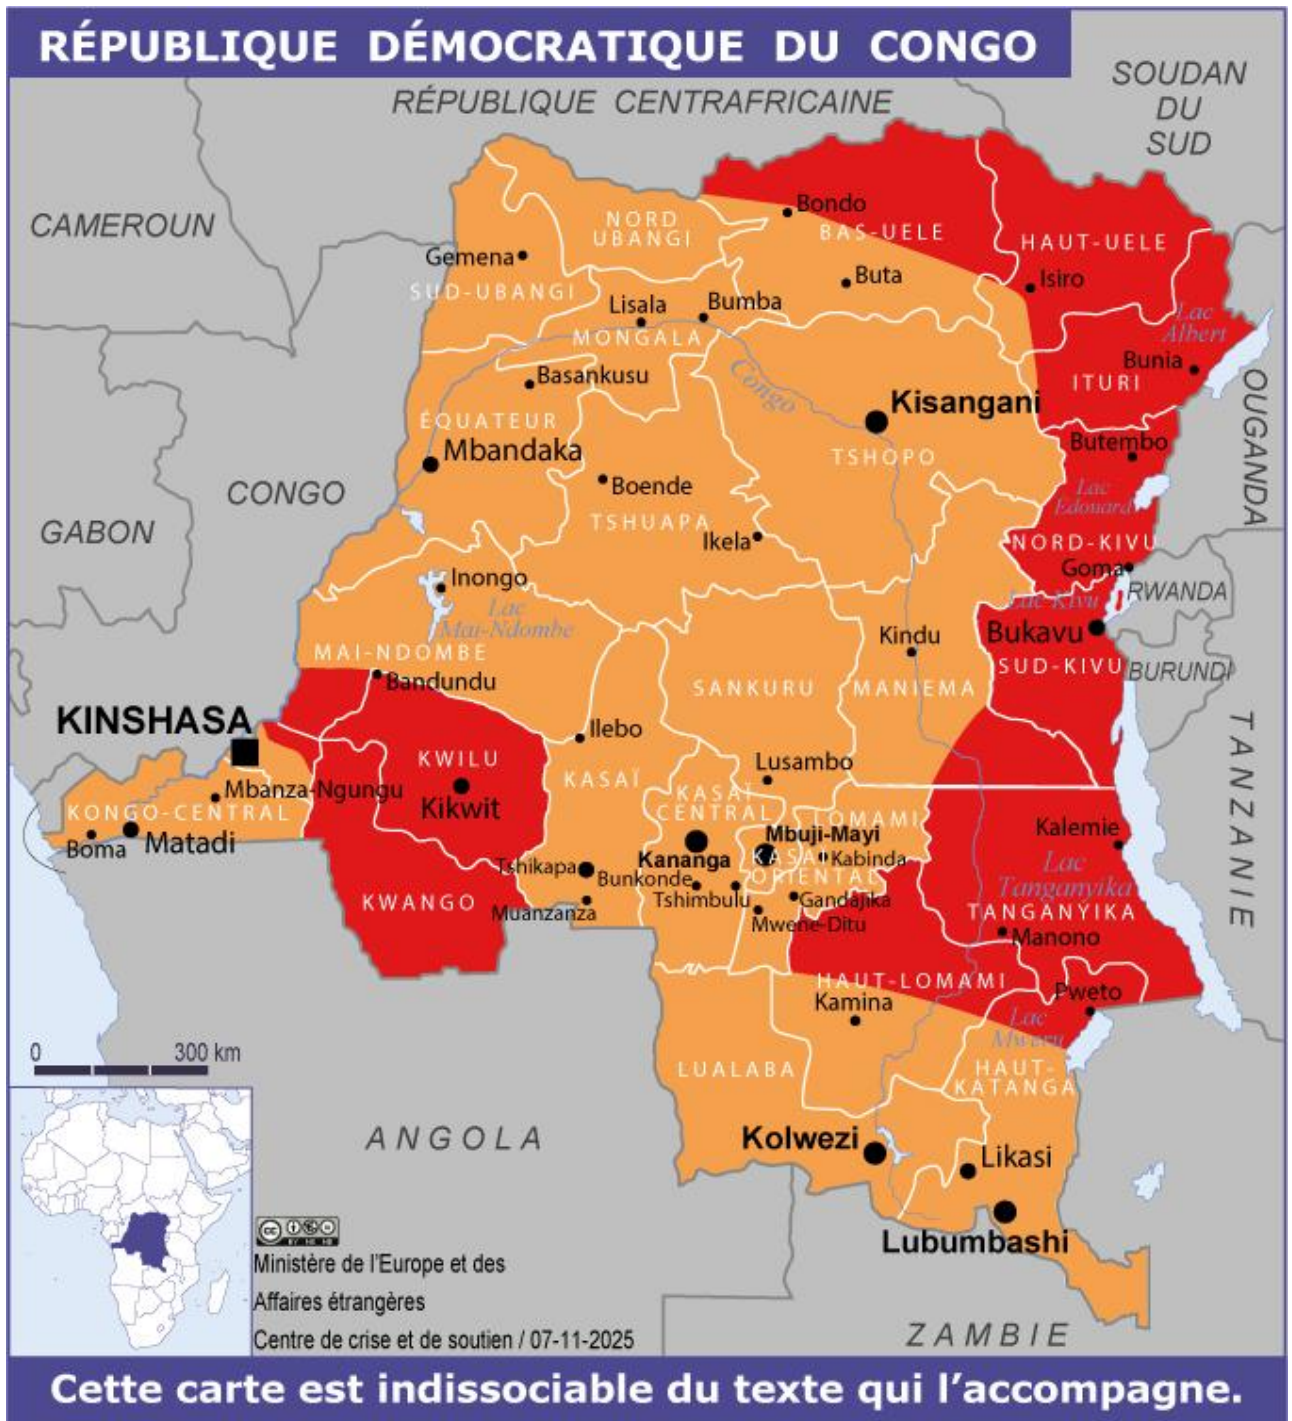 RÉPUBLIQUE DÉMOCRATIQUE DU CONGO
SOUDAN
DU
SUD
RÉPUBLIQUE CENTRAFRICAINE
CAMEROUN
Bondo
NORD
UBANGI
BAS-UELE
HAUT-UELE
Gemena
Buta
Isiro
SUD-UBANGI
Lisala
Bumba
Lac
Albert
MONGALA
Bunia
Basankusu
Congo
ITURI
OUGANDA
Kisangani
ÉQUATEUR
Mbandaka
Butembo
TSHOPO
CONGO
Boende
Lac
Edouard
TSHUAPA
GABON
Ikela
NORD-KIVU
Goma
Inongo
RWANDA
Lac Kivu
Lac
Mai-Ndombe
Kindu
Bukavu
MAI-NDOMBE
SUD-KIVU
BURUNDI
Bandundu
SANKURU
MANIEMA
KINSHASA
Ilebo
TANZANIE
KWILU
Lusambo
KASAÏ
Mbanza-Ngungu
KASAÏ
CENTRAL
Kikwit
KONGO-CENTRAL
LOMAMI
Kalemie
Mbuji-Mayi
Boma
Matadi
Kananga
KASAÏ
ORIENTAL
Kabinda
Lac
Tanganyika
Tshikapa
Bunkonde
Tshimbulu
Gandajika
KWANGO
Muanzanza
Mwene-Ditu
TANGANYIKA
Manono
HAUT-LOMAMI
Pweto
Kamina
Lac
Mweru
0 300 km
LUALABA
HAUT-
KATANGA
ANGOLA
Kolwezi
Likasi
Lubumbashi
cc
BY NC ND
Ministère de l'Europe et des
Affaires étrangères
Centre de crise et de soutien / 07-11-2025
ZAMBIE
Cette carte est indissociable du texte qui l'accompagne.